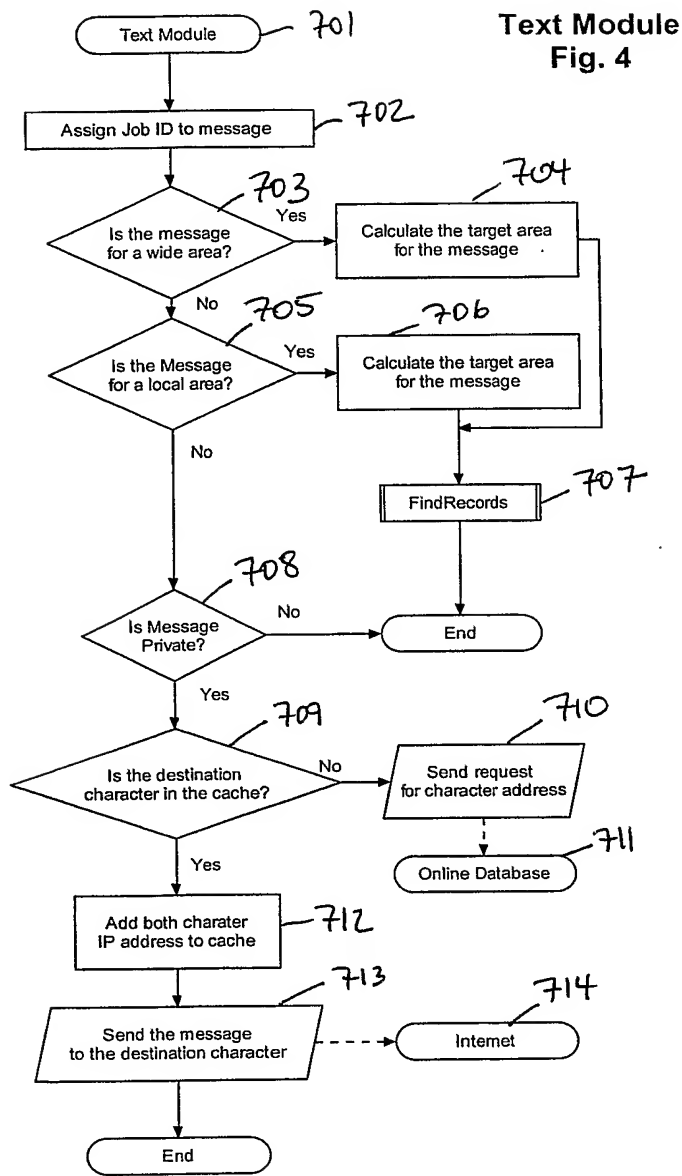 Text Module
Fig. 4
Text Module
701
Assign Job ID to message
702
703
Is the message
for a wide area?
Yes
704
Calculate the target area
for the message
No
705
Is the Message
for a local area?
Yes
706
Calculate the target area
for the message
No
FindRecords
707
708
Is Message
Private?
No
End
Yes
709
Is the destination
character in the cache?
No
710
Send request
for character address
711
Online Database
Yes
Add both charater
IP address to cache
712
713
Send the message
to the destination character
714
Internet
End